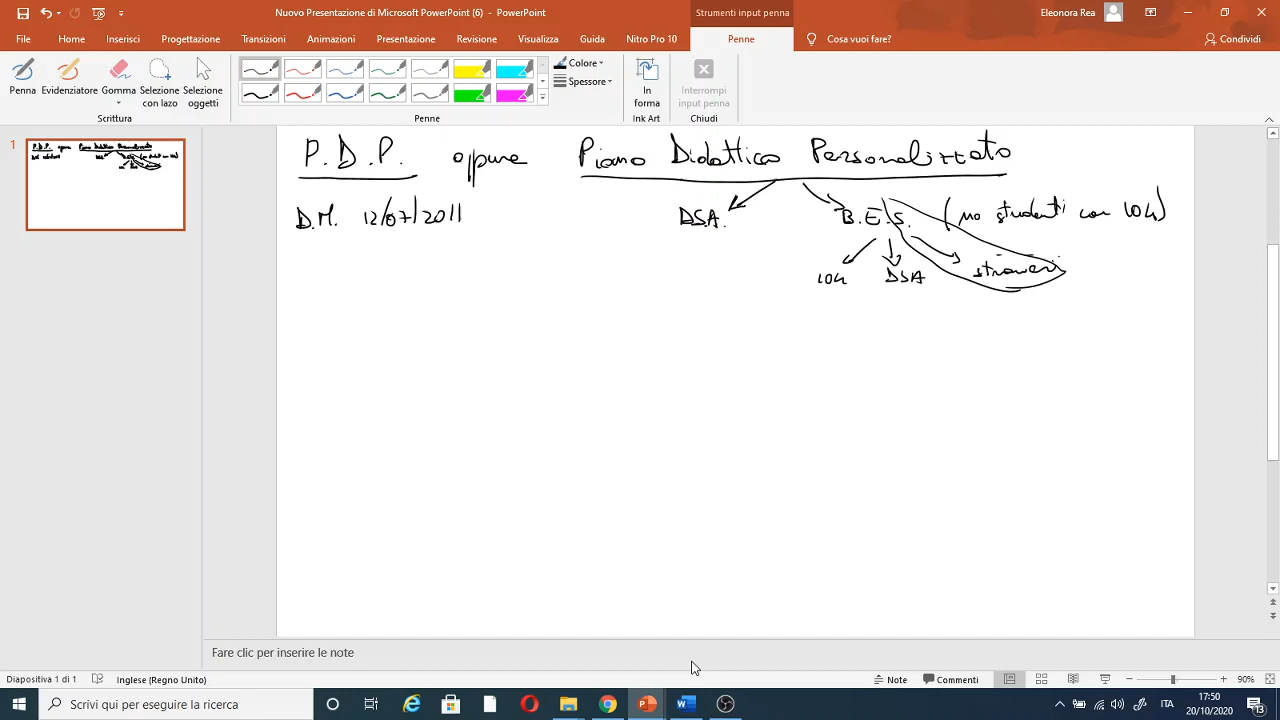 Nuovo Presentazione di Microsoft PowerPoint (6) - PowerPoint
Strumenti input penna
Eleonora Rea
File Home Inserisci Progettazione Transizioni Animazioni Presentazione Revisione Visualizza Guida Nitro Pro 10 Penne Cosa vuoi fare? Condividi
Penna Evidenziatore Gomma Selezione con lazo Selezione oggetti
Colore
Spessore
In forma
Interrompi input penna
Scrittura Penne Ink Art Chiudi
1
P.D.P. oppure Piano Didattico Personalizzato
D.M. 12/07/2011 DSA. B.E.S. (no studenti con 104)
104 DSA stranieri
Fare clic per inserire le note
Diapositiva 1 di 1 Inglese (Regno Unito) Note Commenti 90%
Scrivi qui per eseguire la ricerca
ITA
17:50
20/10/2020
13